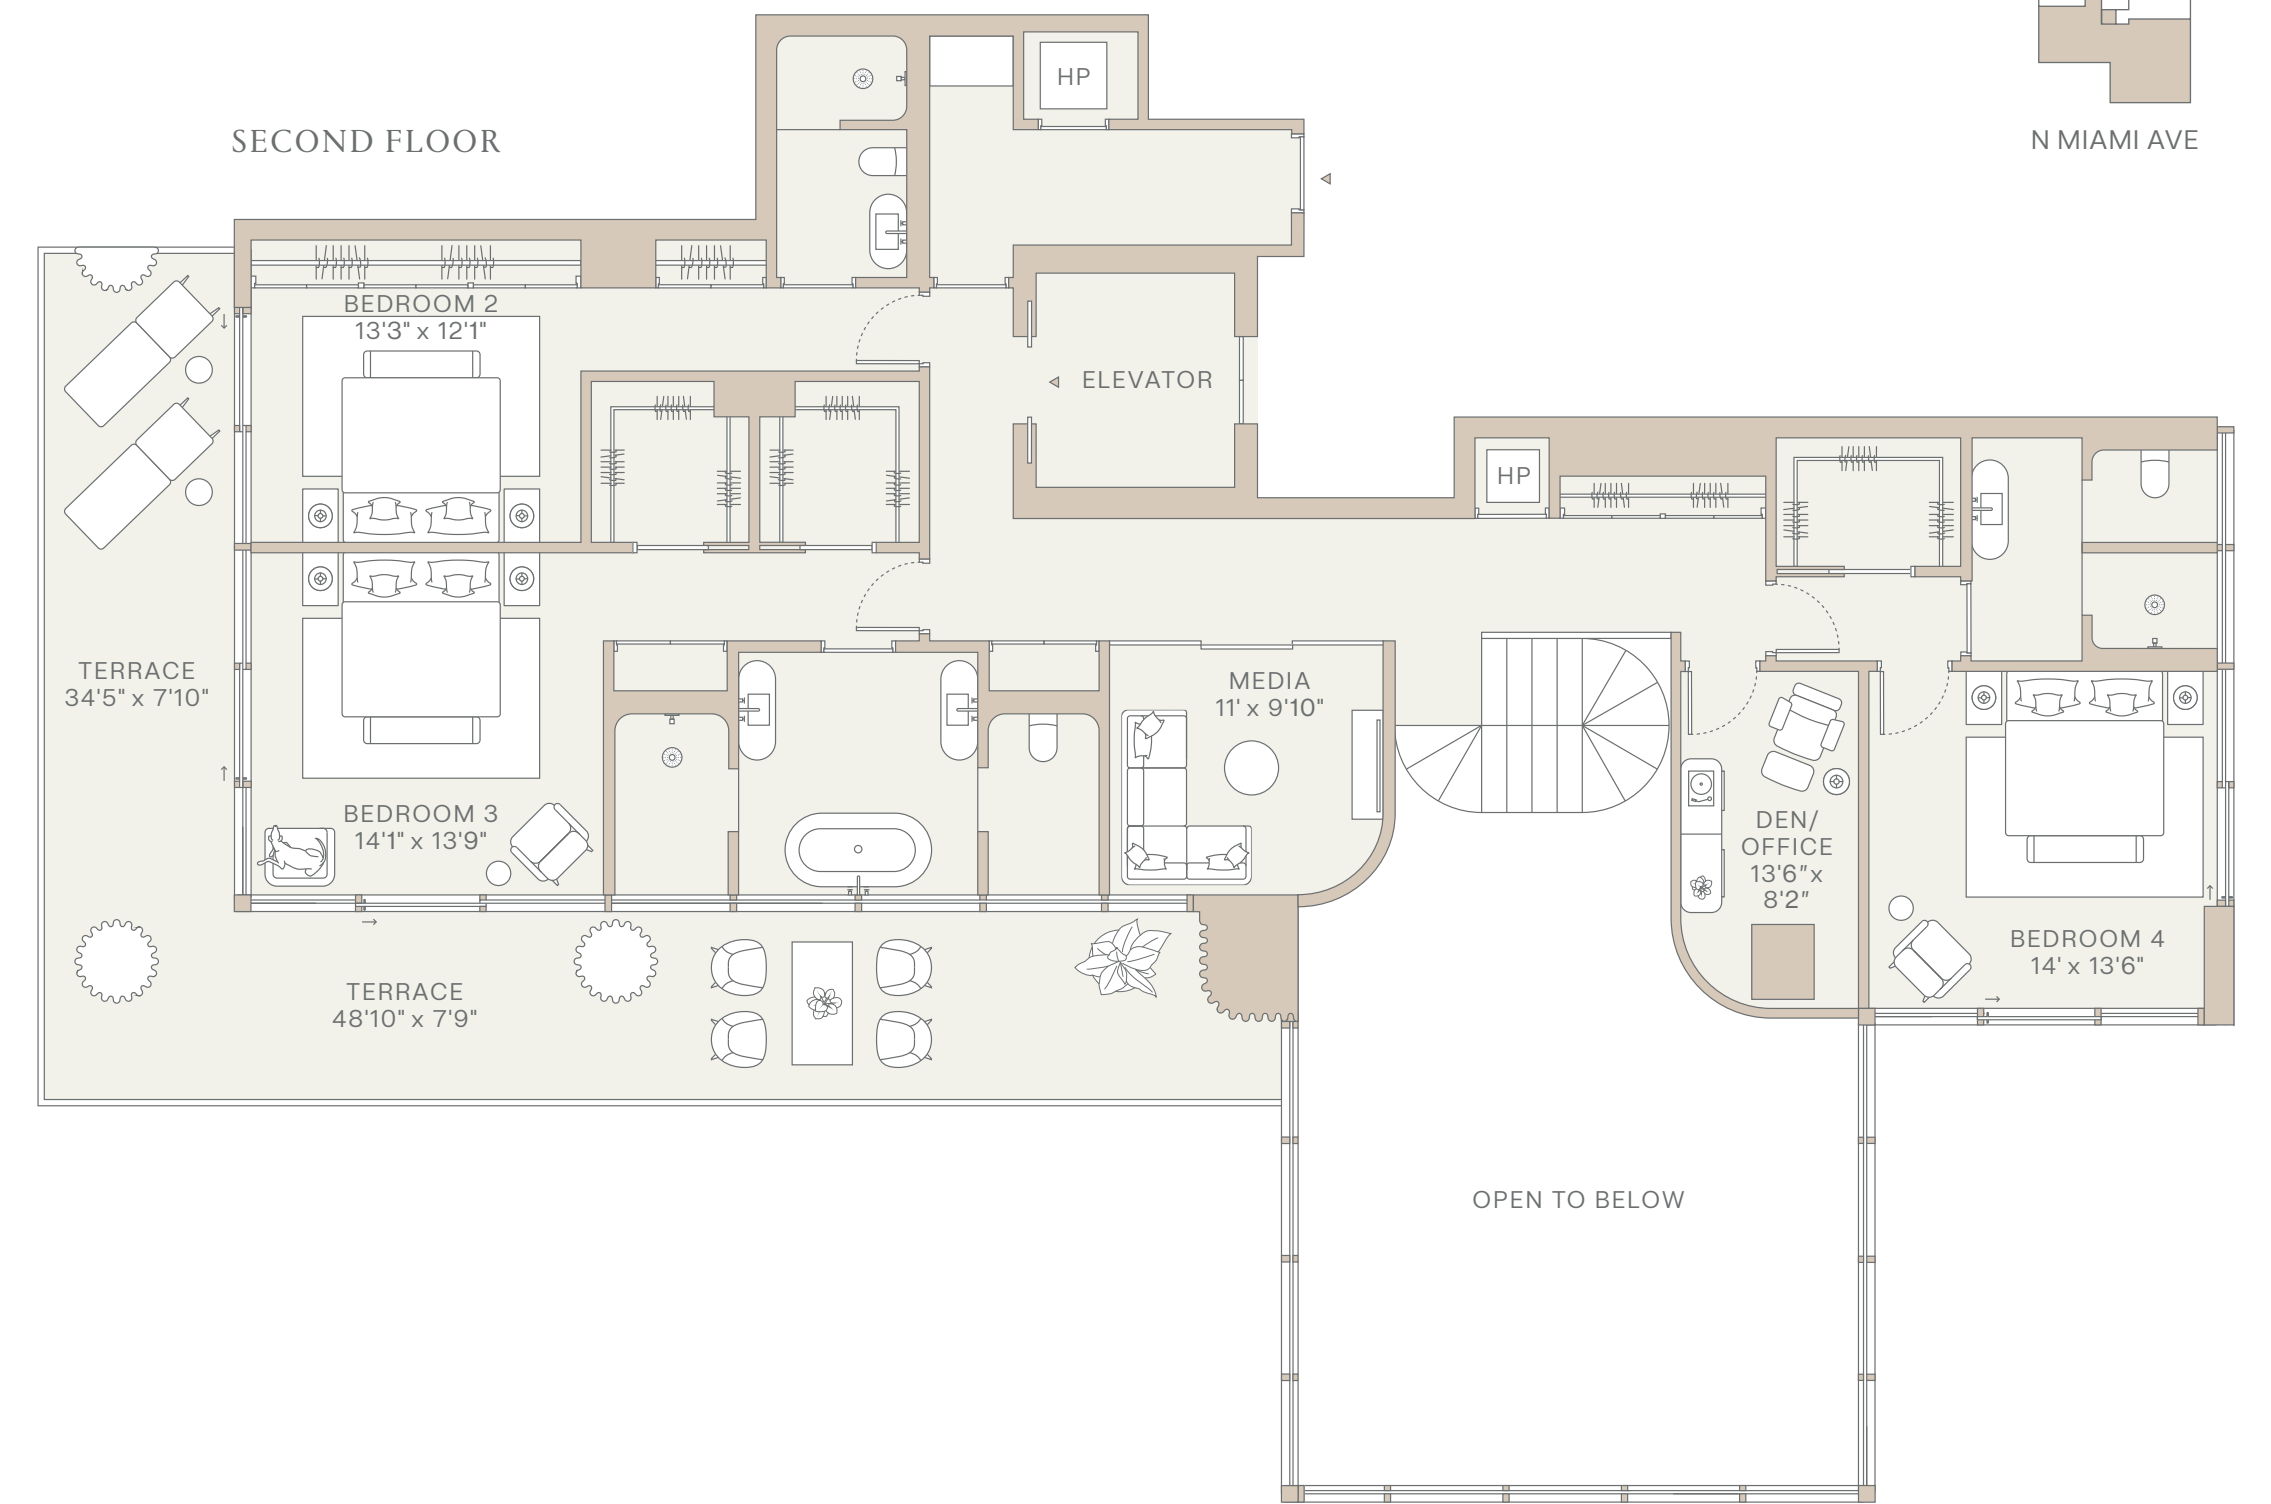 HP
SECOND FLOOR
N MIAMI AVE
BEDROOM 2
13'3" x 12'1"
ELEVATOR
HP
TERRACE
34'5" x 7'10"
MEDIA
11' x 9'10"
BEDROOM 3
14'1" x 13'9"
DEN/
OFFICE
13'6”x
8'2”
BEDROOM 4
14' x 13'6"
TERRACE
48'10" x 7'9"
OPEN TO BELOW